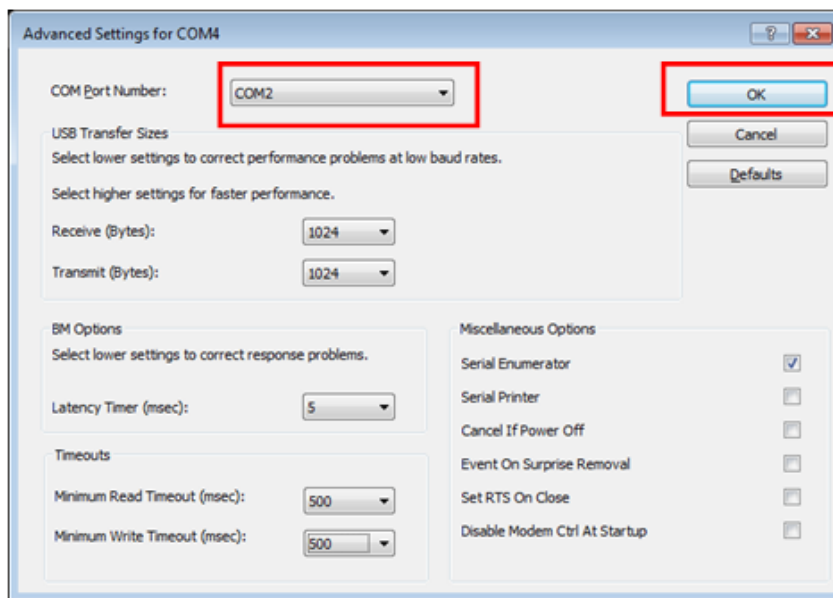 Advanced Settings for COM4
COM Port Number:
COM2
OK
USB Transfer Sizes
Cancel
Select lower settings to correct performance problems at low baud rates.
Defaults
Select higher settings for faster performance.
Receive (Bytes):
1024
Transmit (Bytes):
1024
BM Options
Select lower settings to correct response problems.
Latency Timer (msec):
5
Timeouts
Minimum Read Timeout (msec):
500
Minimum Write Timeout (msec):
500
Miscellaneous Options
Serial Enumerator
Serial Printer
Cancel If Power Off
Event On Surprise Removal
Set RTS On Close
Disable Modem Ctrl At Startup